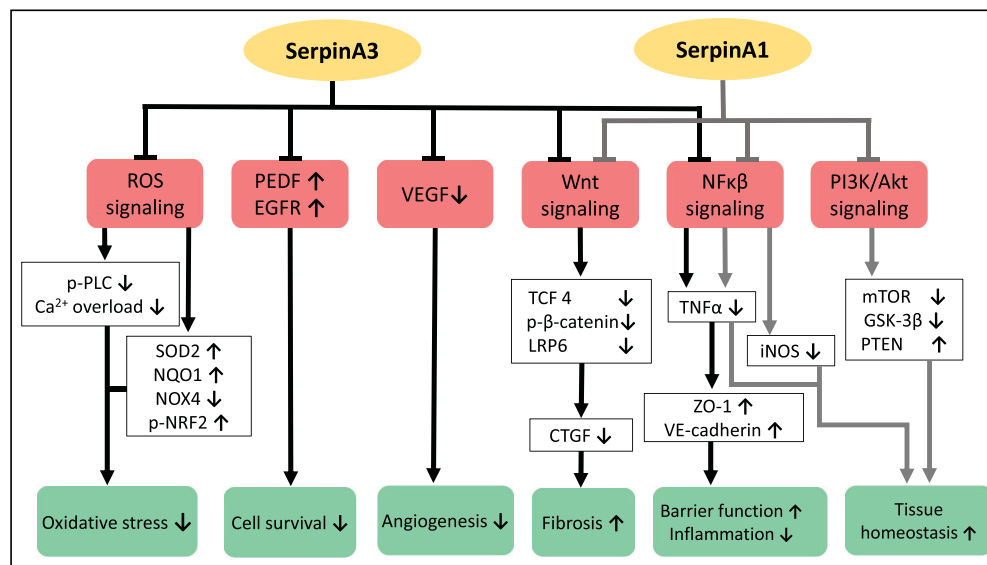 SerpinA3
SerpinA1
ROS
signaling
PEDF ↑
EGFR ↑
VEGF ↓
Wnt
signaling
NFκβ
signaling
PI3K/Akt
signaling
p-PLC ↓
Ca²⁺ overload ↓
SOD2 ↑
NQO1 ↑
NOX4 ↓
p-NRF2 ↑
TCF 4 ↓
p-β-catenin ↓
LRP6 ↓
CTGF ↓
TNFα ↓
iNOS ↓
ZO-1 ↑
VE-cadherin ↑
mTOR ↓
GSK-3β ↓
PTEN ↑
Oxidative stress ↓
Cell survival ↓
Angiogenesis ↓
Fibrosis ↑
Barrier function ↑
Inflammation ↓
Tissue
homeostasis ↑